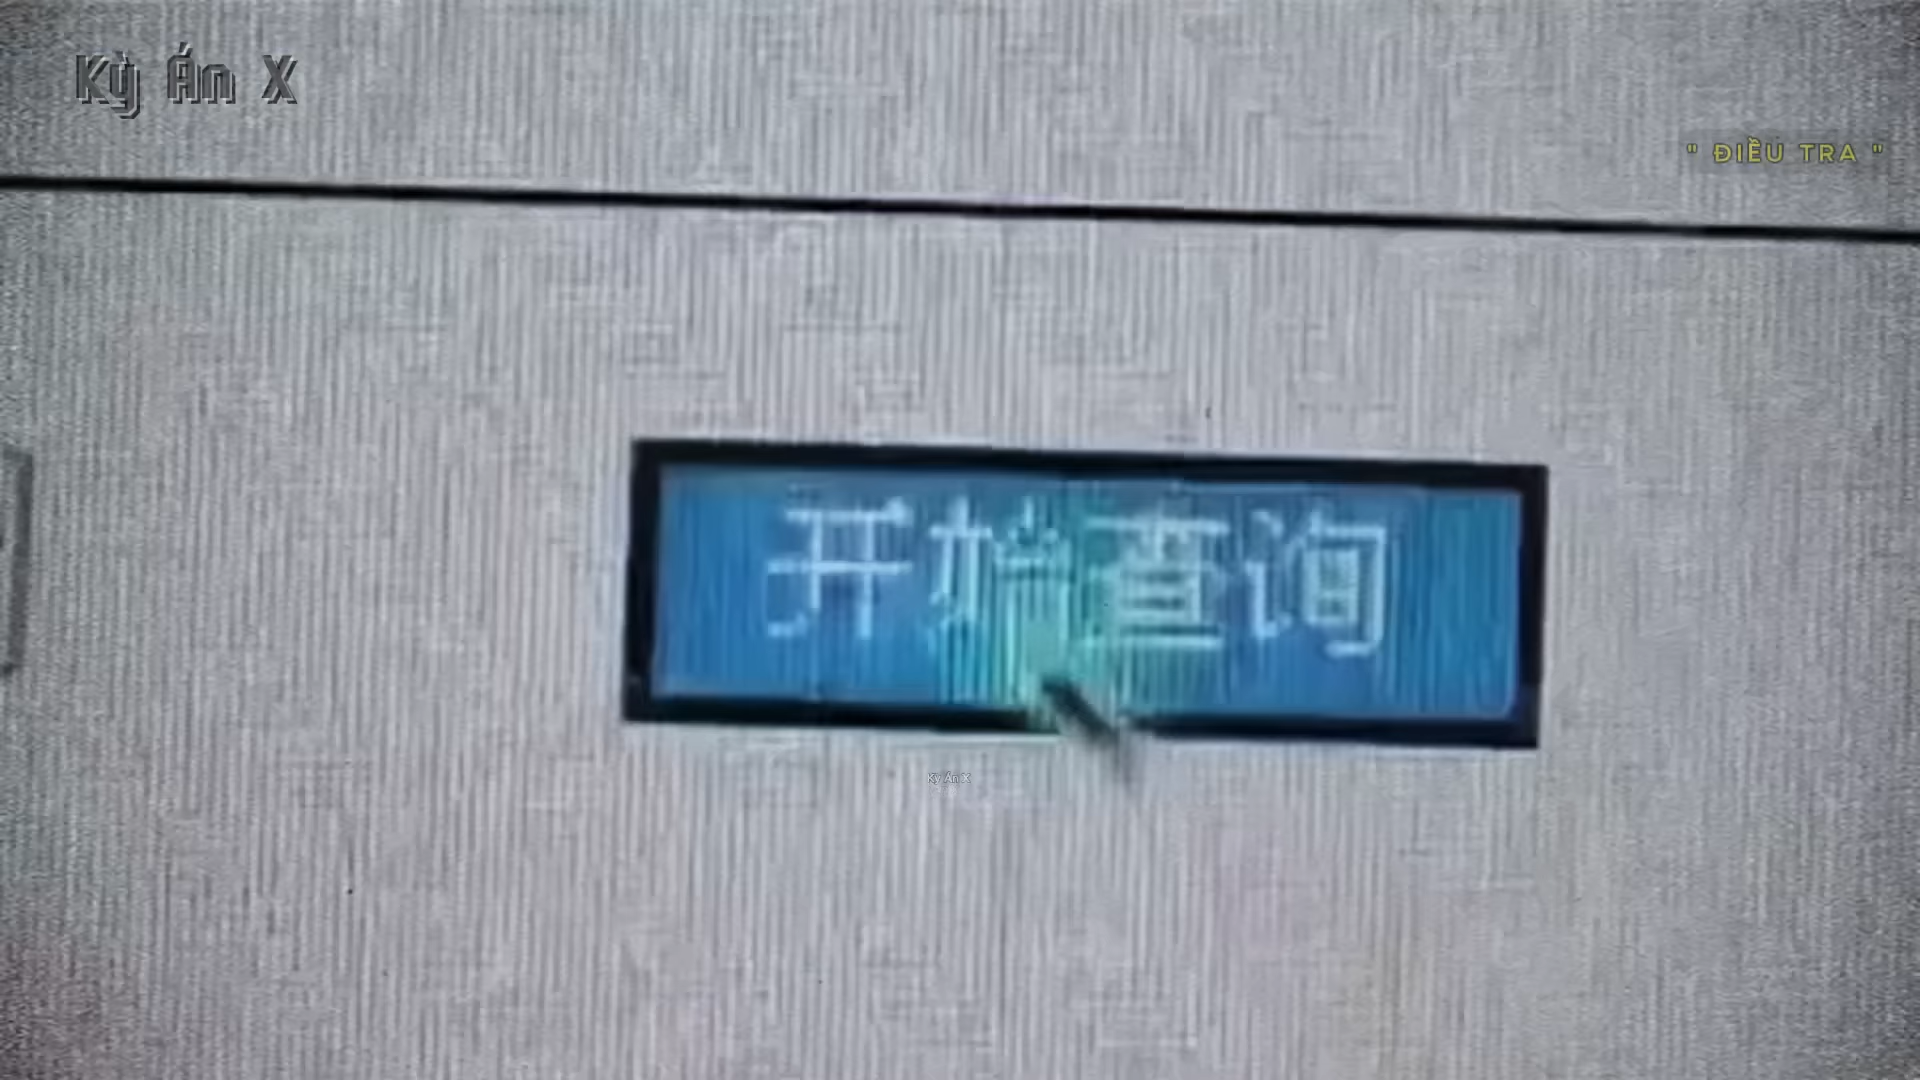 Kỳ Án X
" ĐIỀU TRA "
开始查询
Kỳ Án X